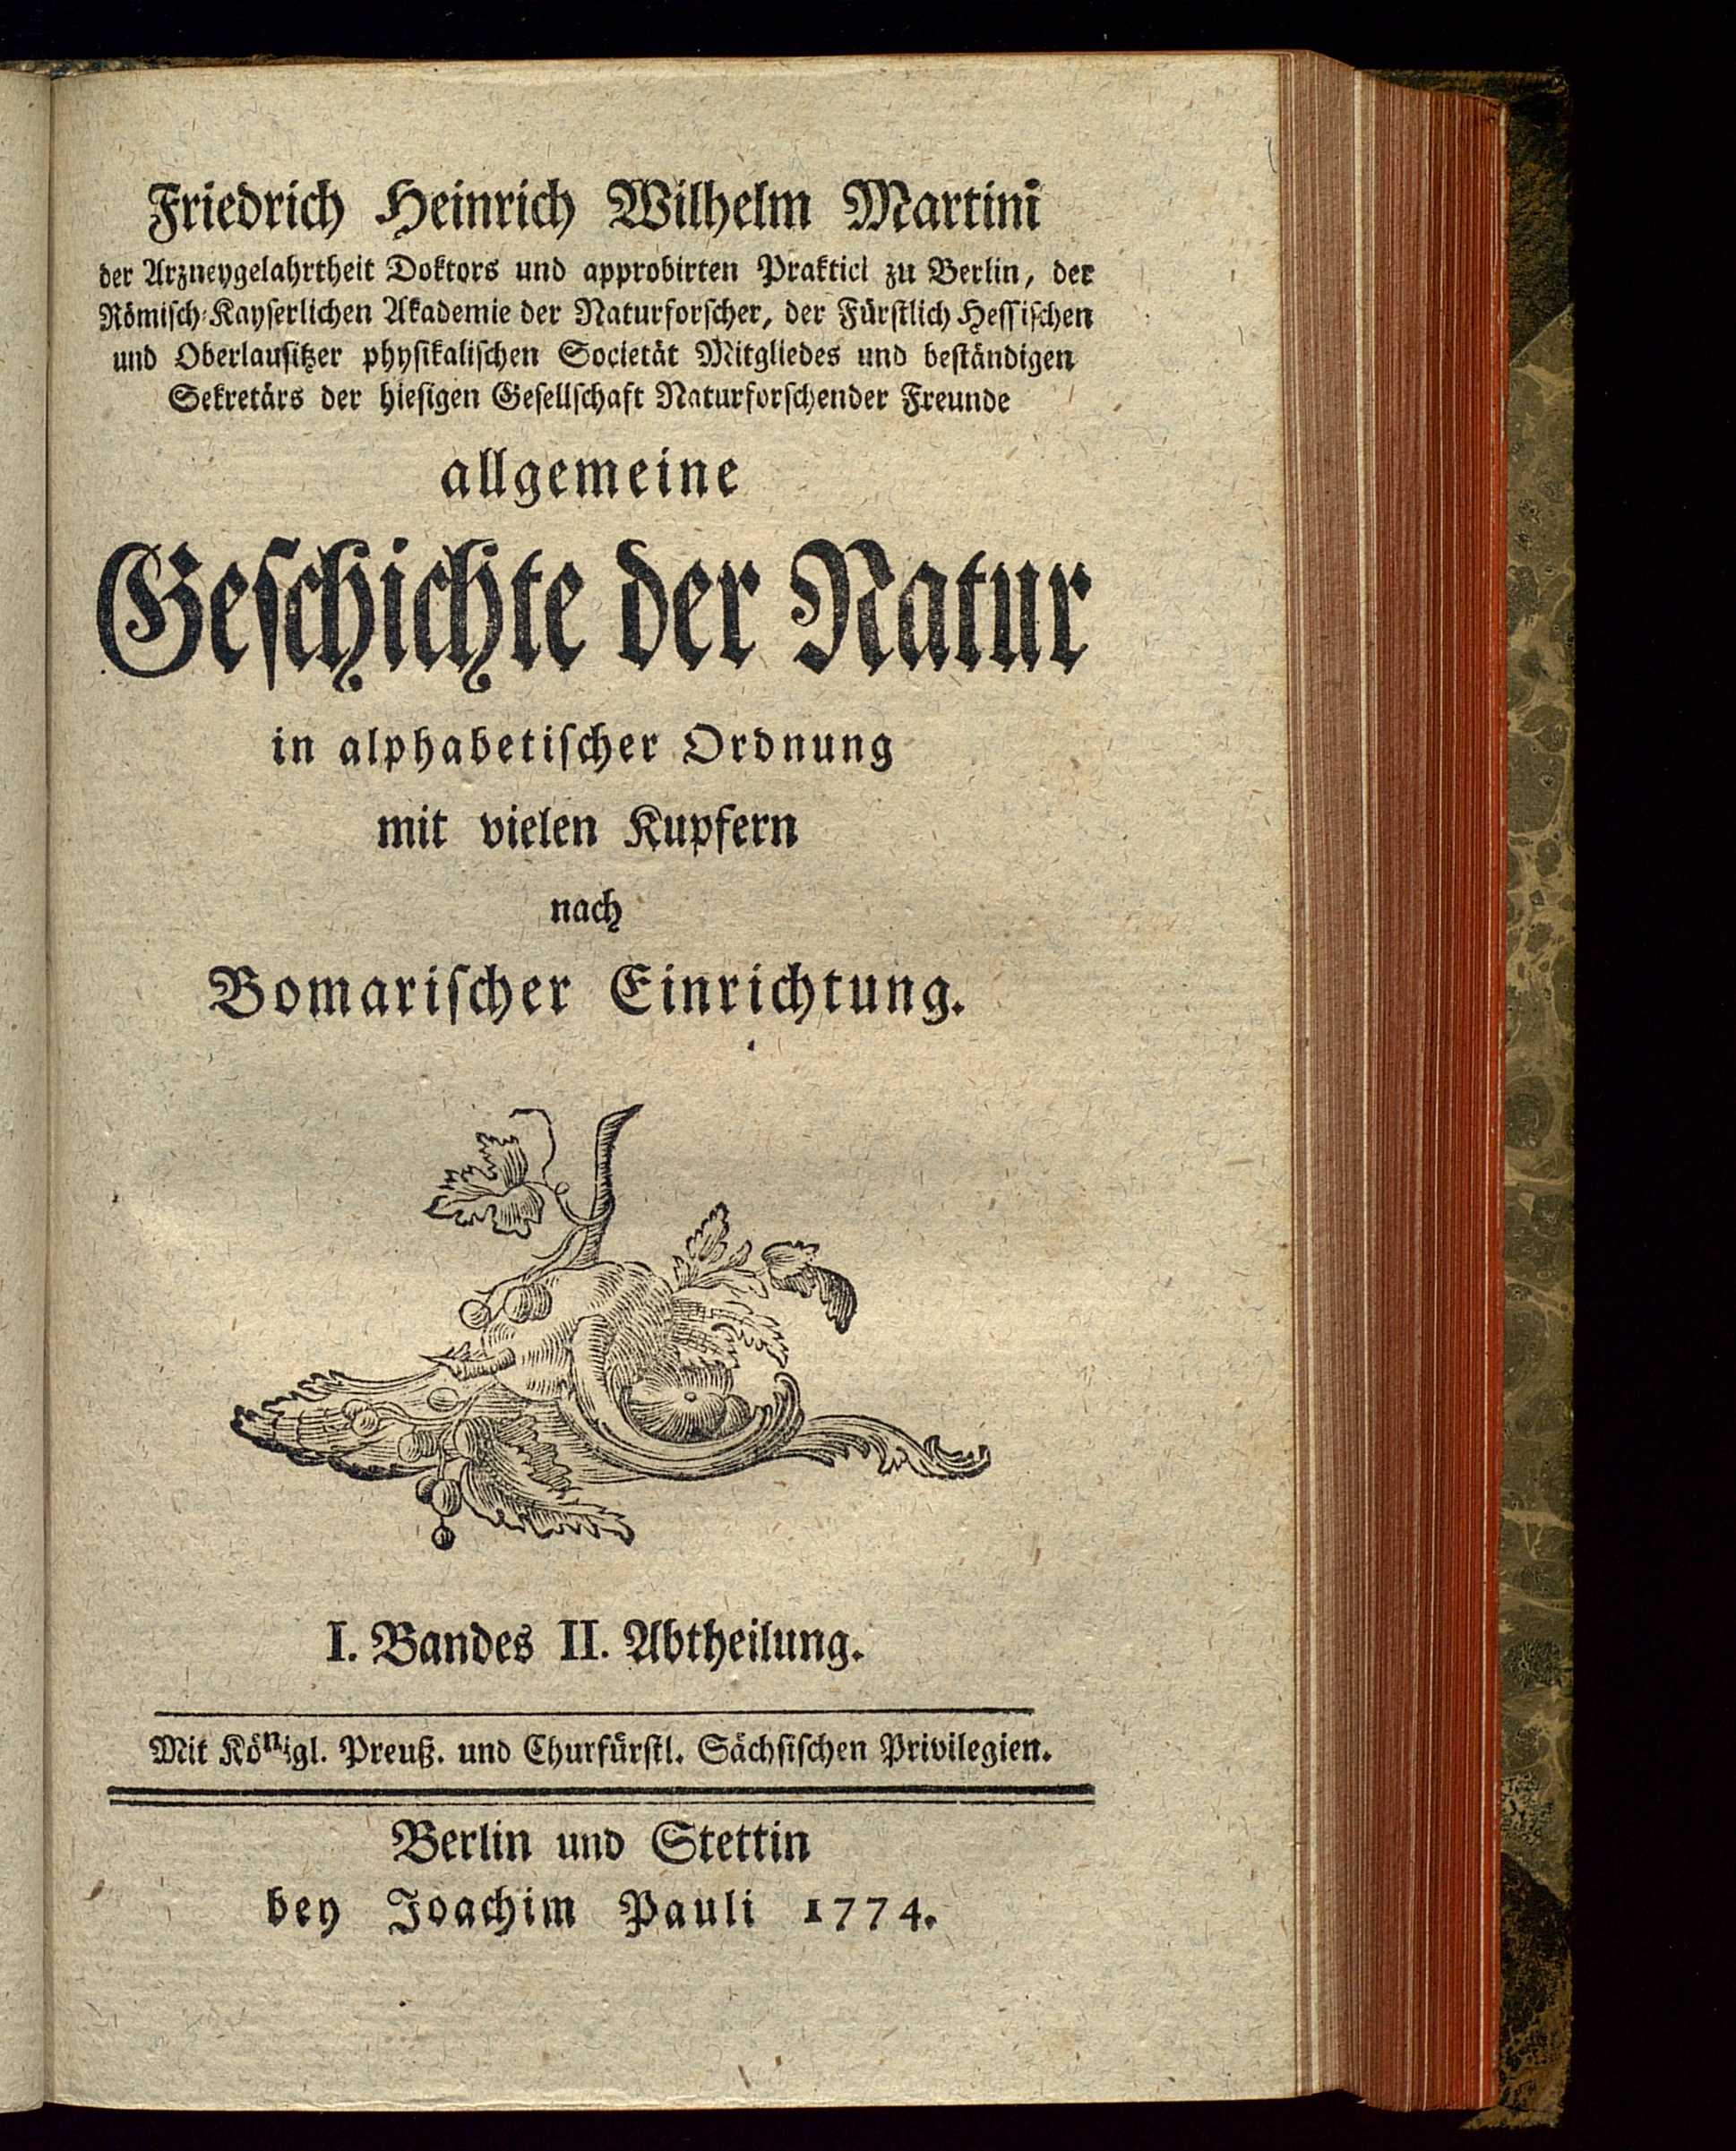 Friedrich Heinrich Wilhelm Martini
der Arzneygelahrtheit Doktors und approbirten Praktici zu Berlin, der
Römisch-Kayserlichen Akademie der Naturforscher, der Fürstlich Hessischen
und Oberlausitzer physikalischen Societät Mitgliedes und beständigen
Sekretärs der hiesigen Gesellschaft Naturforschender Freunde
allgemeine
Geschichte der Natur
in alphabetischer Ordnung
mit vielen Kupfern
nach
Bomarischer Einrichtung.
I. Bandes II. Abtheilung.
Mit Königl. Preuß. und Churfürstl. Sächsischen Privilegien.
Berlin und Stettin
bey Joachim Pauli 1774.